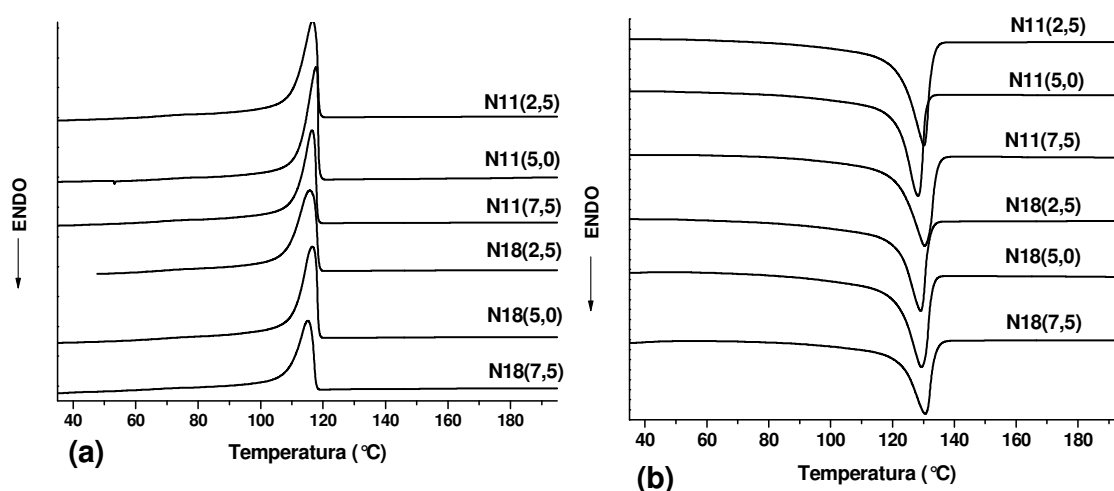 N11(2,5)
N11(5,0)
N11(7,5)
N18(2,5)
N18(5,0)
N18(7,5)
ENDO
40 60 80 100 120 140 160 180
Temperatura (°C)
(a)
N11(2,5)
N11(5,0)
N11(7,5)
N18(2,5)
N18(5,0)
N18(7,5)
ENDO
40 60 80 100 120 140 160 180
Temperatura (°C)
(b)